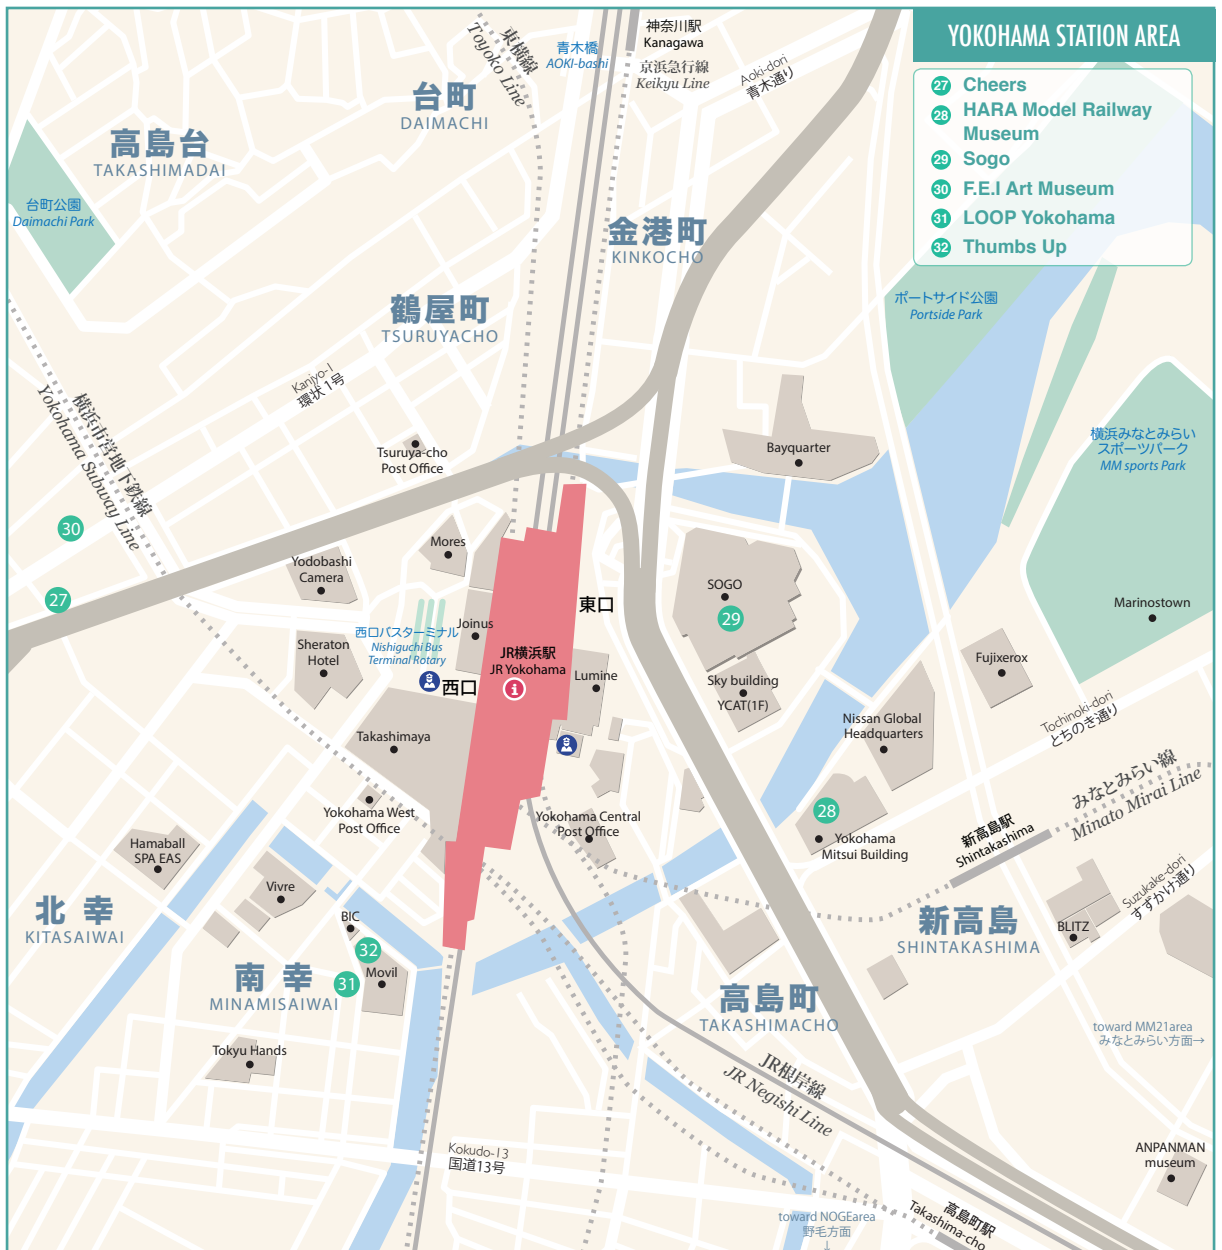 YOKOHAMA STATION AREA
27 Cheers
28 HARA Model Railway
Museum
29 Sogo
30 F.E.I Art Museum
31 LOOP Yokohama
32 Thumbs Up
神奈川駅
Kanagawa
京浜急行線
Keikyu Line
青木橋
AOKI-bashi
東横線
Toyoko Line
Aoki-dori
青木通り
台町
DAIMACHI
高島台
TAKASHIMADAI
台町公園
Daimachi Park
金港町
KINKOCHO
鶴屋町
TSURUYACHO
ポートサイド公園
Portside Park
Kanjyo-1
環状1号
横浜市営地下鉄線
Yokohama Subway Line
Tsuruya-cho
Post Office
Bayquarter
横浜みなとみらい
スポーツパーク
MM sports Park
30
27
Mores
Yodobashi
Camera
SOGO
29
東口
Marinostown
Joinus
西口バスターミナル
Nishiguchi Bus
Terminal Rotary
Sheraton
Hotel
JR横浜駅
JR Yokohama
i
西口
Lumine
Sky building
YCAT(1F)
Fujixerox
Nissan Global
Headquarters
Tochinoki-dori
とちのき通り
Takashimaya
みなとみらい線
Minato Mirai Line
Yokohama West
Post Office
Yokohama Central
Post Office
28
Yokohama
Mitsui Building
新高島駅
Shintakashima
Hamaball
SPA EAS
Vivre
BIC
32
31
Movil
北幸
KITASAIWAI
南幸
MINAMISAIWAI
新高島
SHINTAKASHIMA
BLITZ
Suzukake-dori
すずかけ通り
高島町
TAKASHIMACHO
toward MM21area
みなとみらい方面→
Tokyu Hands
JR根岸線
JR Negishi Line
Kokudo-13
国道13号
ANPANMAN
museum
toward NOGEarea
野毛方面
↓
高島町駅
Takashima-cho